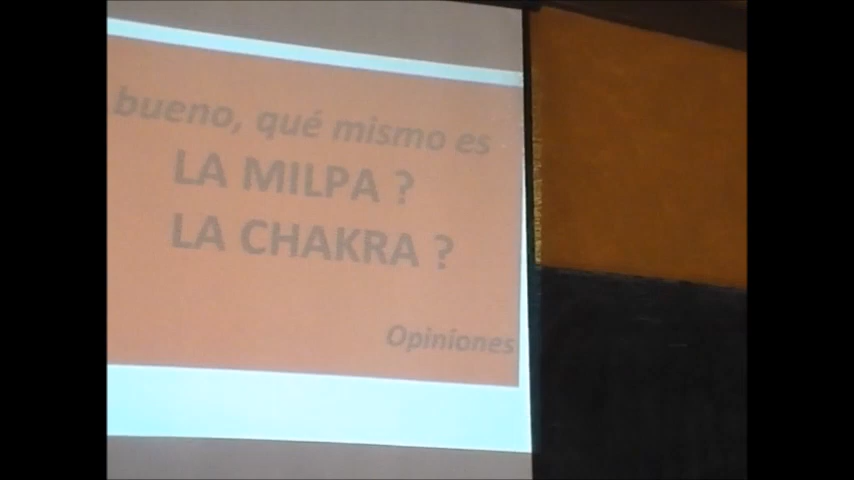 bueno, qué mismo es
LA MILPA ?
LA CHAKRA ?
Opiniones